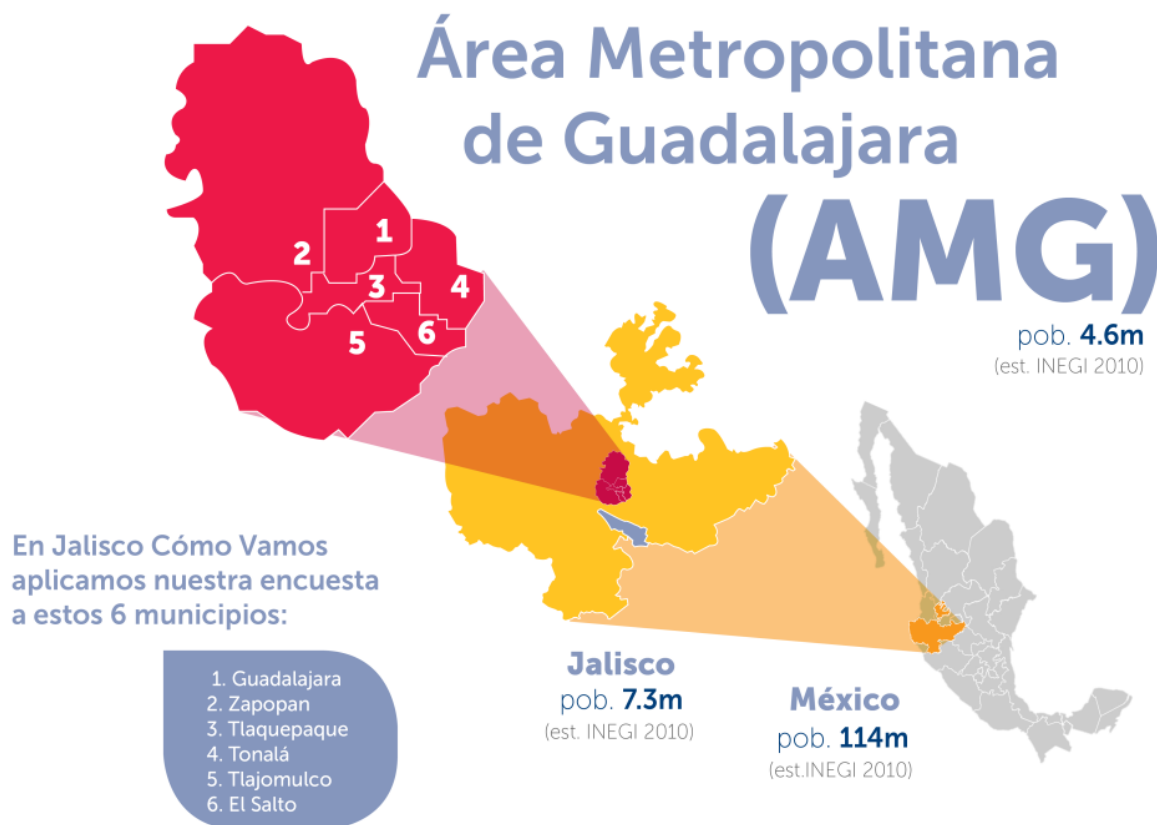 Área Metropolitana
de Guadalajara
(AMG)
pob. 4.6m
(est. INEGI 2010)
1
2
3
4
5
6
En Jalisco Cómo Vamos
aplicamos nuestra encuesta
a estos 6 municipios:
1. Guadalajara
2. Zapopan
3. Tlaquepaque
4. Tonalá
5. Tlajomulco
6. El Salto
Jalisco
pob. 7.3m
(est. INEGI 2010)
México
pob. 114m
(est.INEGI 2010)